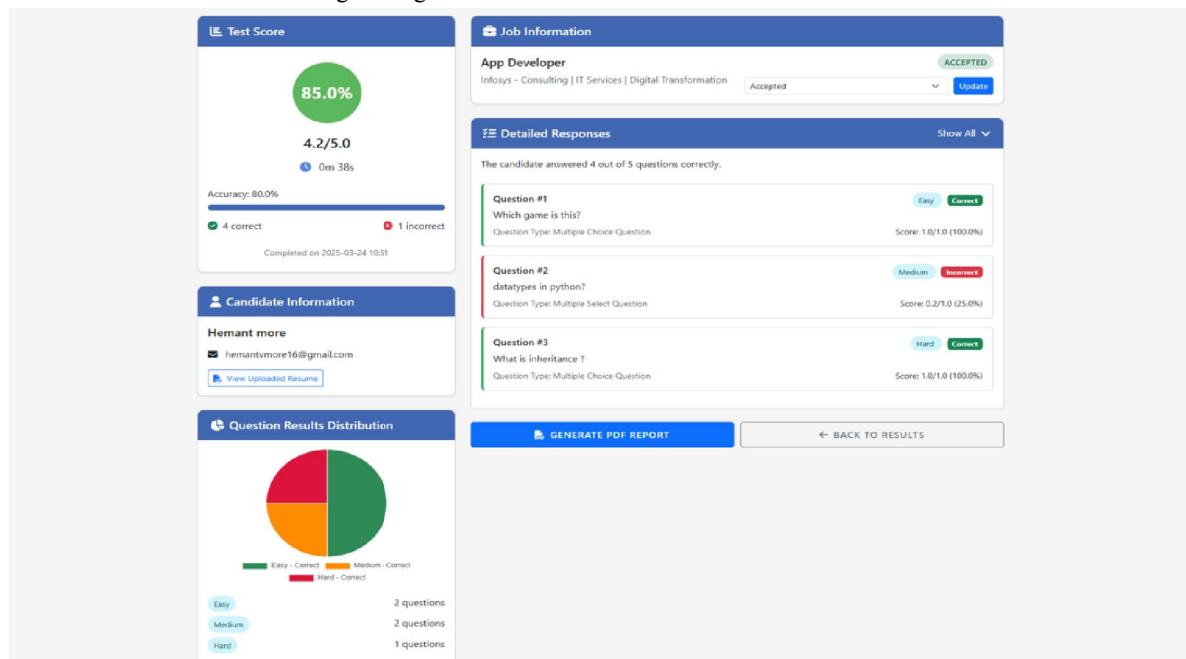 Test Score
85.0%
4.2/5.0
0m 38s
Accuracy: 80.0%
4 correct
1 incorrect
Completed on 2025-03-24 10:51
Candidate Information
Hemant more
hemantvmore16@gmail.com
View Uploaded Resume
Question Results Distribution
Easy - Correct
Medium - Correct
Hard - Correct
Easy 2 questions
Medium 2 questions
Hard 1 questions
Job Information
App Developer
ACCEPTED
Infosys - Consulting | IT Services | Digital Transformation
Accepted
Update
Detailed Responses
Show All
The candidate answered 4 out of 5 questions correctly.
Question #1
Easy
Correct
Which game is this?
Question Type: Multiple Choice Question
Score: 1.0/1.0 (100.0%)
Question #2
Medium
Incorrect
datatypes in python?
Question Type: Multiple Select Question
Score: 0.2/1.0 (25.0%)
Question #3
Hard
Correct
What is inheritance ?
Question Type: Multiple Choice Question
Score: 1.0/1.0 (100.0%)
GENERATE PDF REPORT
← BACK TO RESULTS